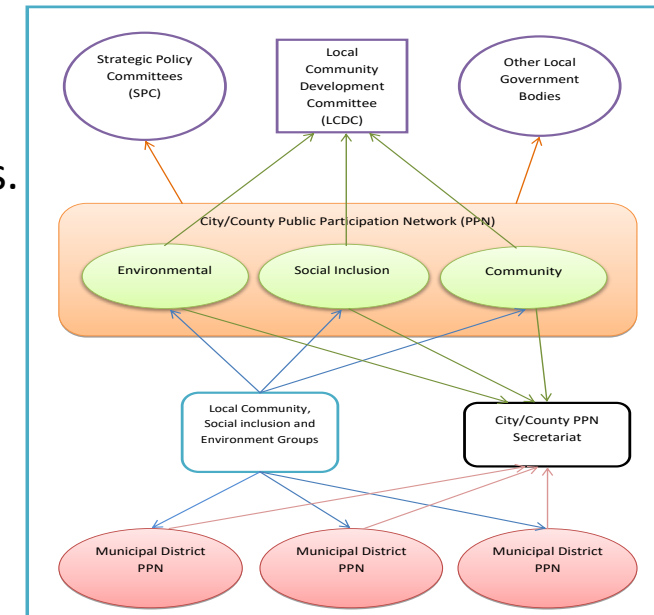 Strategic Policy
Committees
(SPC)
Local
Community
Development
Committee
(LCDC)
Other Local
Government
Bodies
s.
City/County Public Participation Network (PPN)
Environmental
Social Inclusion
Community
Local Community,
Social inclusion and
Environment Groups
City/County PPN
Secretariat
Municipal District
PPN
Municipal District
PPN
Municipal District
PPN